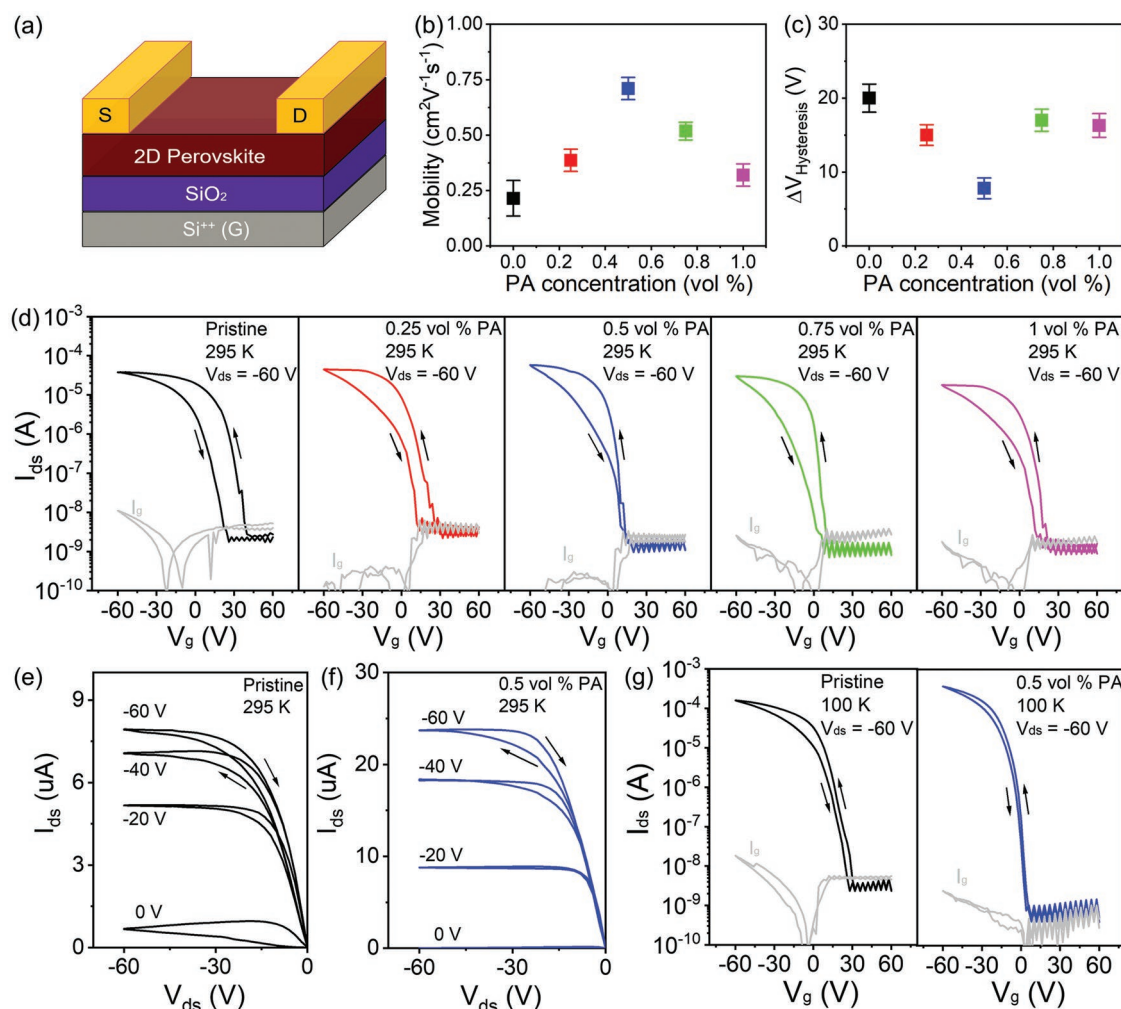 (a)
S
D
2D Perovskite
SiO₂
Si⁺⁺ (G)
(b)
1.00
0.75
0.50
0.25
0.00
Mobility (cm²V⁻¹s⁻¹)
0.0 0.2 0.4 0.6 0.8 1.0
PA concentration (vol %)
(c)
30
20
10
0
ΔV_Hysteresis (V)
0.0 0.2 0.4 0.6 0.8 1.0
PA concentration (vol %)
(d)
10⁻³
10⁻⁴
10⁻⁵
10⁻⁶
10⁻⁷
10⁻⁸
10⁻⁹
10⁻¹⁰
I_ds (A)
Pristine
295 K
V_ds = -60 V
I_g
-60 -30 0 30 60
V_g (V)
0.25 vol % PA
295 K
V_ds = -60 V
I_g
-60 -30 0 30 60
V_g (V)
0.5 vol % PA
295 K
V_ds = -60 V
I_g
-60 -30 0 30 60
V_g (V)
0.75 vol % PA
295 K
V_ds = -60 V
I_g
-60 -30 0 30 60
V_g (V)
1 vol % PA
295 K
V_ds = -60 V
I_g
-60 -30 0 30 60
V_g (V)
(e)
9
6
3
0
I_ds (uA)
Pristine
295 K
-60 V
-40 V
-20 V
0 V
-60 -30 0
V_ds (V)
(f)
30
20
10
0
I_ds (uA)
0.5 vol % PA
295 K
-60 V
-40 V
-20 V
0 V
-60 -30 0
V_ds (V)
(g)
10⁻³
10⁻⁴
10⁻⁵
10⁻⁶
10⁻⁷
10⁻⁸
10⁻⁹
10⁻¹⁰
I_ds (A)
Pristine
100 K
V_ds = -60 V
I_g
-60 -30 0 30 60
V_g (V)
0.5 vol % PA
100 K
V_ds = -60 V
I_g
-60 -30 0 30 60
V_g (V)